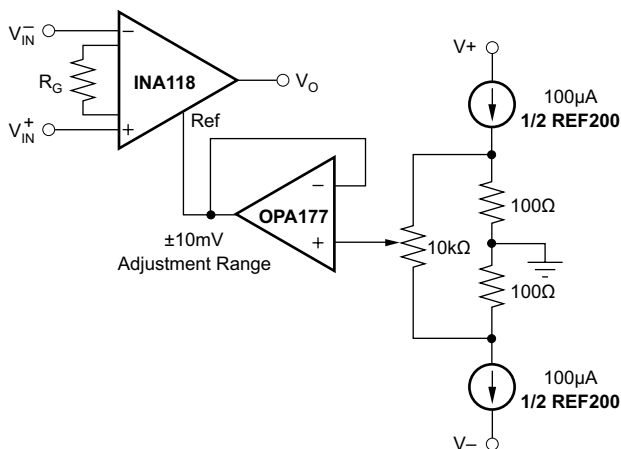 V–IN
–
RG
INA118
VO
V+IN
+
Ref
V+
100µA
1/2 REF200
–
OPA177
+
±10mV
Adjustment Range
10kΩ
100Ω
100Ω
100µA
1/2 REF200
V–